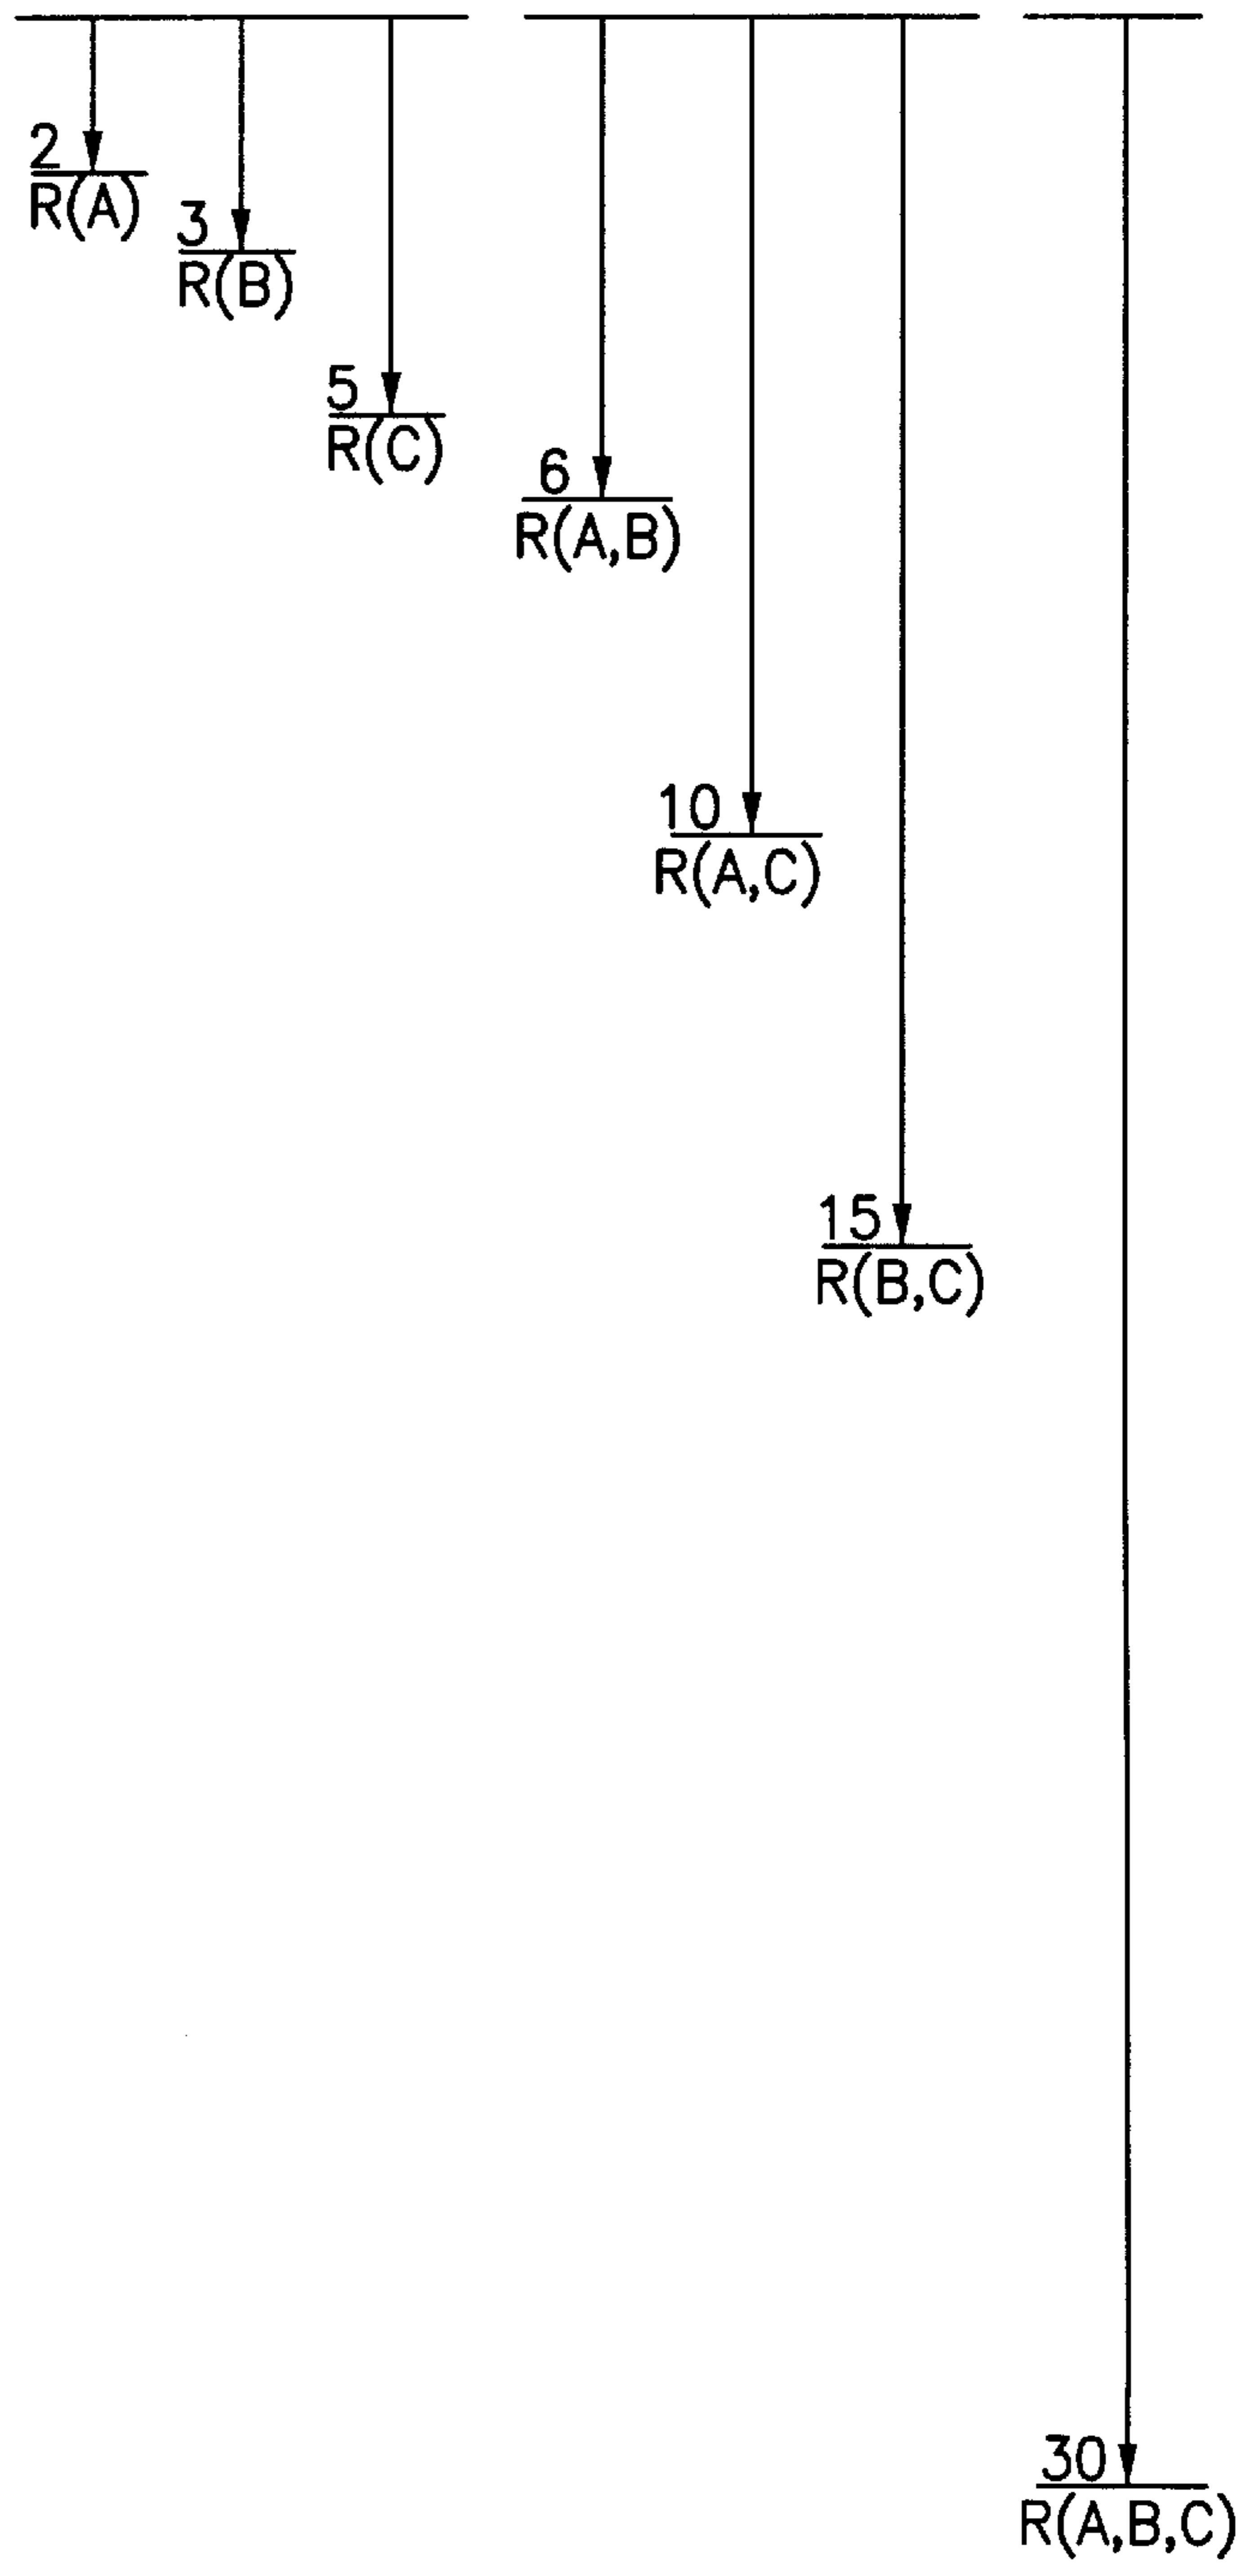 2
R(A)
3
R(B)
5
R(C)
6
R(A,B)
10
R(A,C)
15
R(B,C)
30
R(A,B,C)